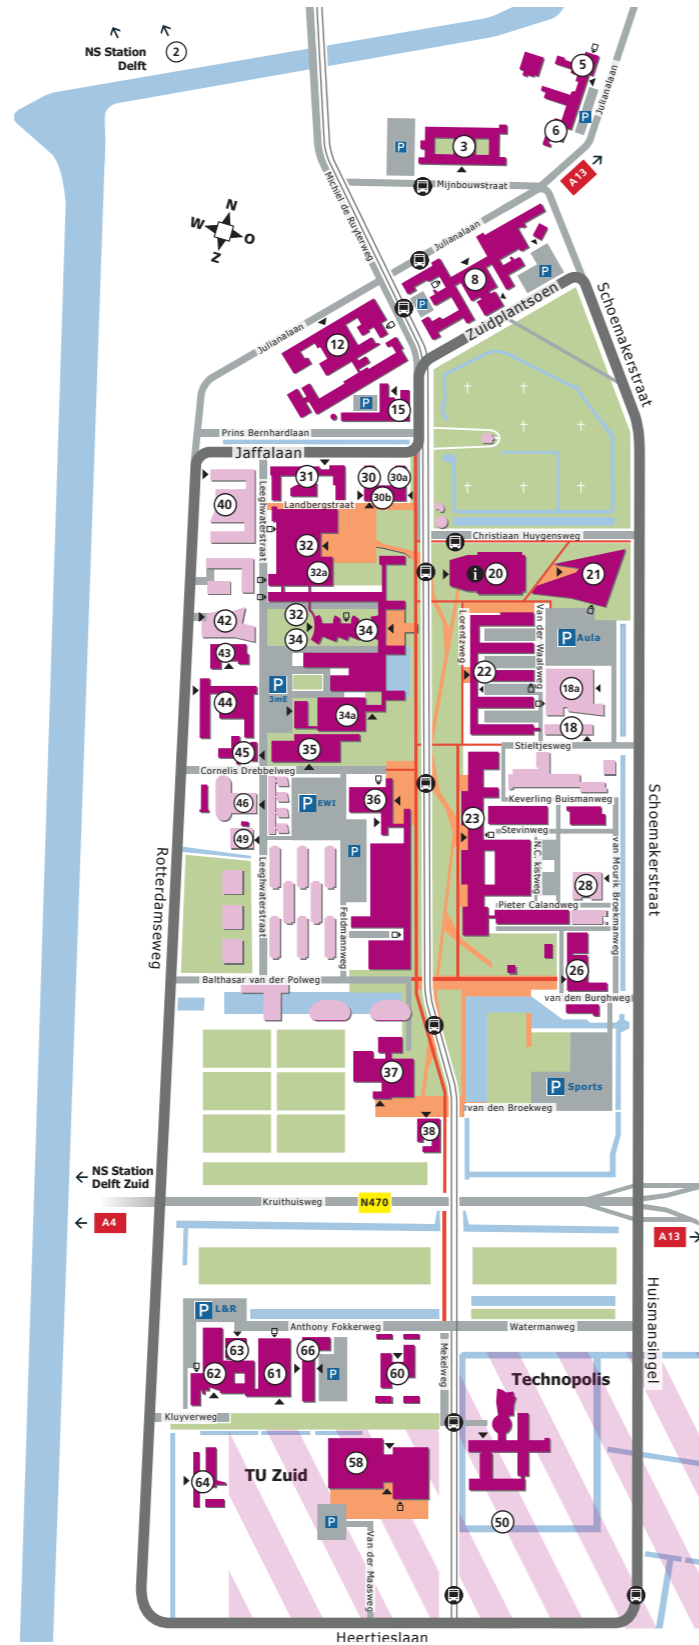 NS Station
Delft
2
5
6
Julianalaan
P
P
3
Mijnbouwstraat
A13
N
W
O
Z
Michiel de Ruyterweg
Julianalaan
8
P
P
Zuidplantsoen
Schoemakerstraat
Julianalaan
12
P
15
Prins Bernhardlaan
Jaffalaan
31
30
30a
30b
Landbergstraat
Leeghwaterstraat
40
32
32a
Christiaan Huygensweg
i
20
21
42
32
34
34
43
Lorentzweg
Van der Waalsweg
P Aula
22
18a
44
P
3mE
34a
18
45
35
Stieltjesweg
Cornelis Drebbelweg
46
P EWI
36
23
Keverling Buismanweg
Stevinweg
49
P
N.C. kistweg
van Mourik Broekmanweg
Schoemakerstraat
28
Rotterdamseweg
Leeghwaterstraat
Feldmannweg
Pieter Calandweg
26
Balthasar van der Polweg
van den Burghweg
37
P Sports
van den Broekweg
38
NS Station
Delft Zuid
Kruithuisweg
N470
A4
A13
P L&R
Anthony Fokkerweg
Watermanweg
Huismansingel
63
66
62
61
P
60
Mekelweg
Technopolis
Kluyverweg
TU Zuid
58
64
50
P
Van der Maasweg
Heertjeslaan